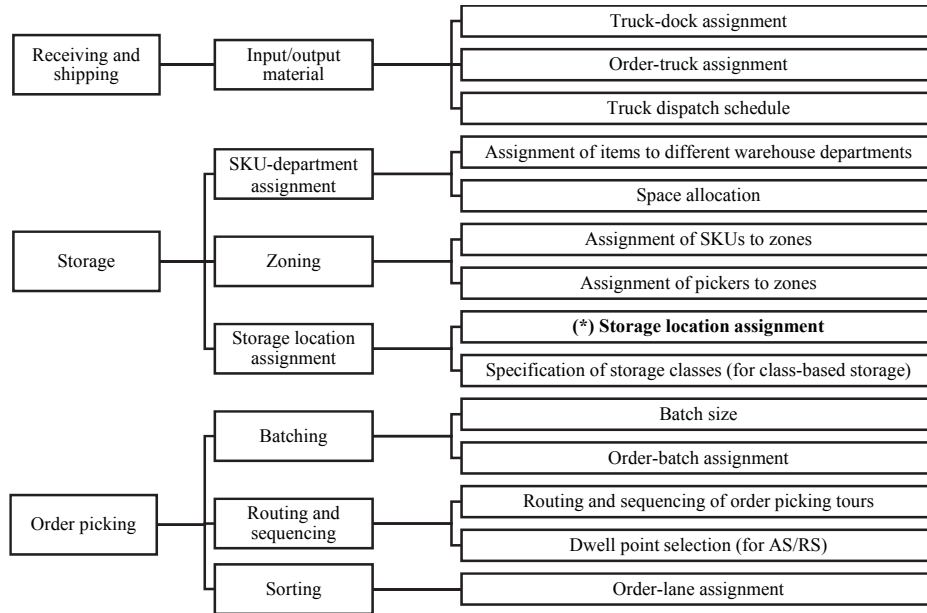 Receiving and
shipping
Input/output
material
Truck-dock assignment
Order-truck assignment
Truck dispatch schedule
Storage
SKU-department
assignment
Assignment of items to different warehouse departments
Space allocation
Zoning
Assignment of SKUs to zones
Assignment of pickers to zones
Storage location
assignment
(*) Storage location assignment
Specification of storage classes (for class-based storage)
Order picking
Batching
Batch size
Order-batch assignment
Routing and
sequencing
Routing and sequencing of order picking tours
Dwell point selection (for AS/RS)
Sorting
Order-lane assignment